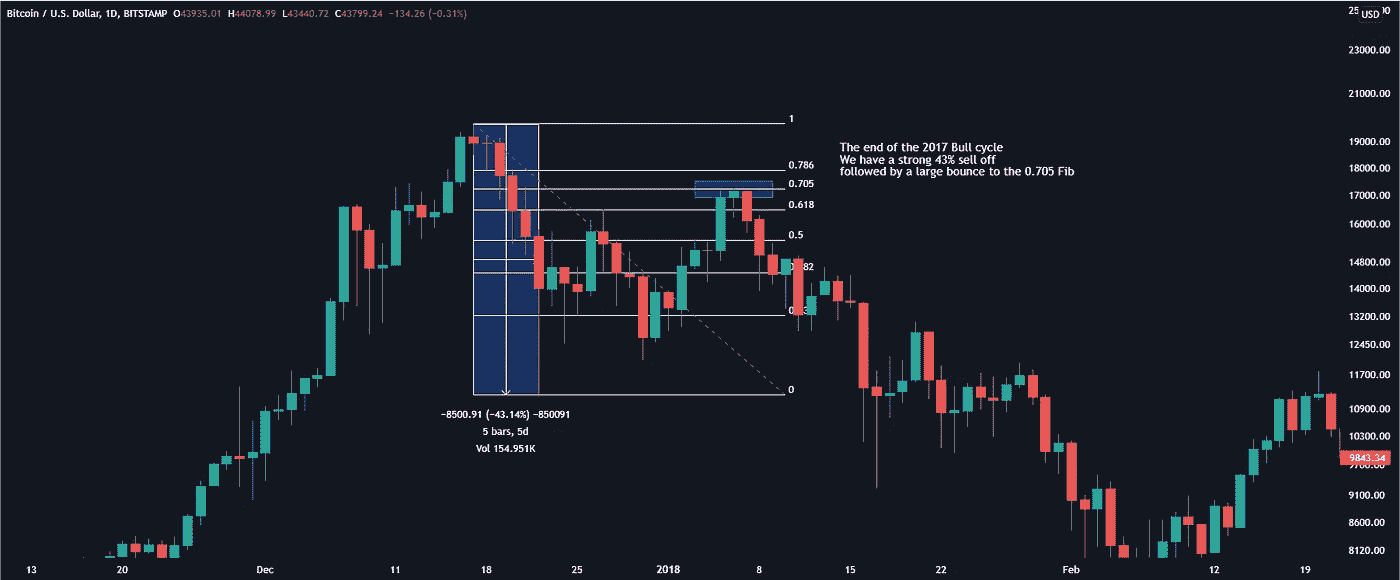 Bitcoin / U.S. Dollar, 1D, BITSTAMP O43935.01 H44078.99 L43440.72 C43799.24 −134.26 (−0.31%)
USD
23000.00
21000.00
1
19000.00
The end of the 2017 Bull cycle
We have a strong 43% sell off
followed by a large bounce to the 0.705 Fib
0.786
18000.00
0.705
17000.00
0.618
16000.00
0.5
14800.00
14000.00
13200.00
12450.00
11700.00
0
10900.00
−8500.91 (−43.14%) −850091
5 bars, 5d
Vol 154.951K
10300.00
9843.34
9100.00
8600.00
8120.00
13 20 Dec 11 18 25 2018 8 15 22 Feb 12 19